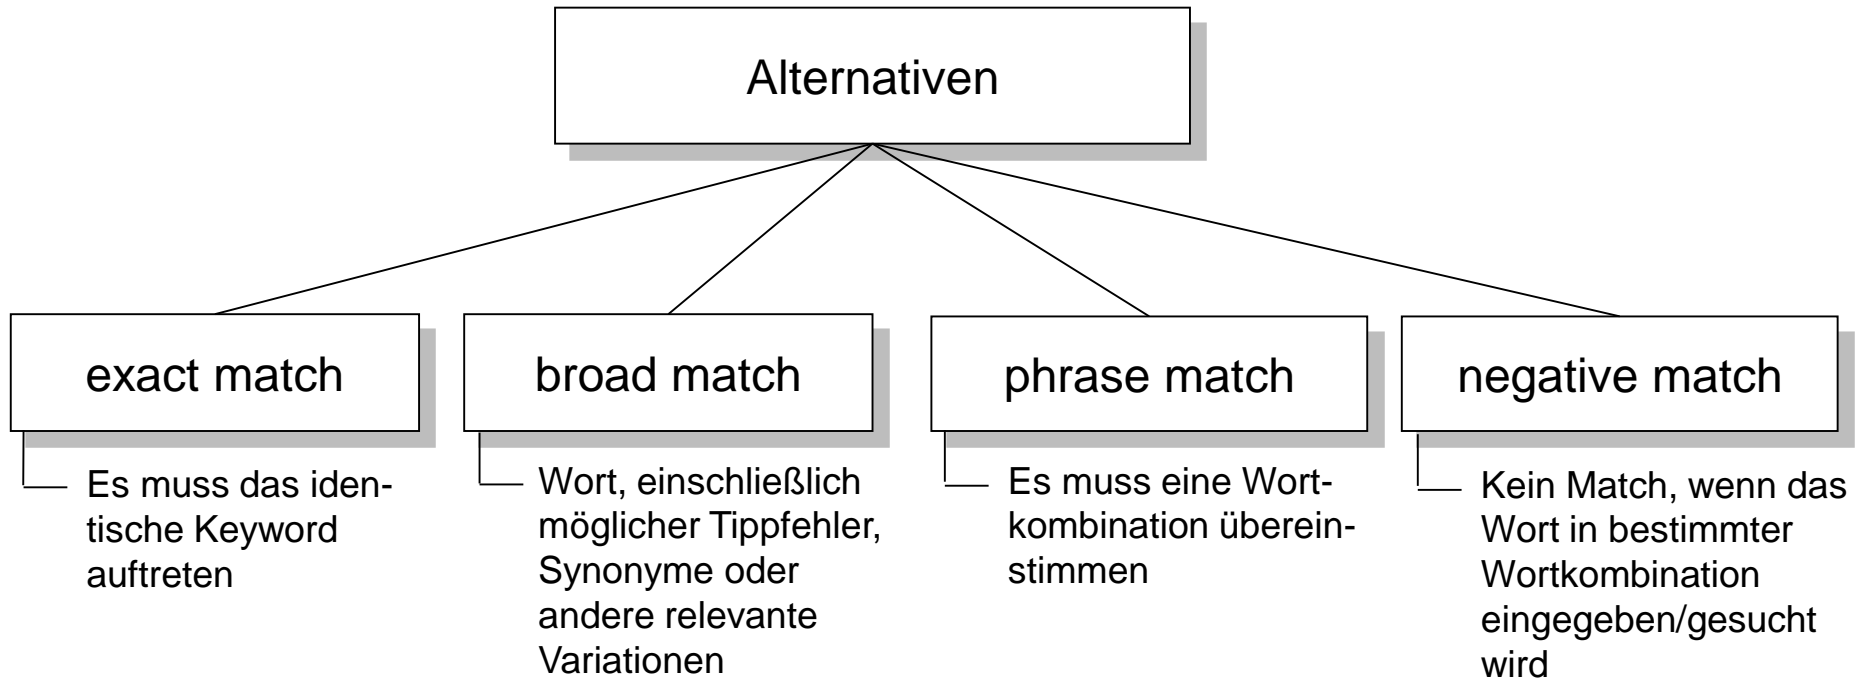 Alternativen
exact match
Es muss das iden-
tische Keyword
auftreten
broad match
Wort, einschließlich
möglicher Tippfehler,
Synonyme oder
andere relevante
Variationen
phrase match
Es muss eine Wort-
kombination überein-
stimmen
negative match
Kein Match, wenn das
Wort in bestimmter
Wortkombination
eingegeben/gesucht
wird